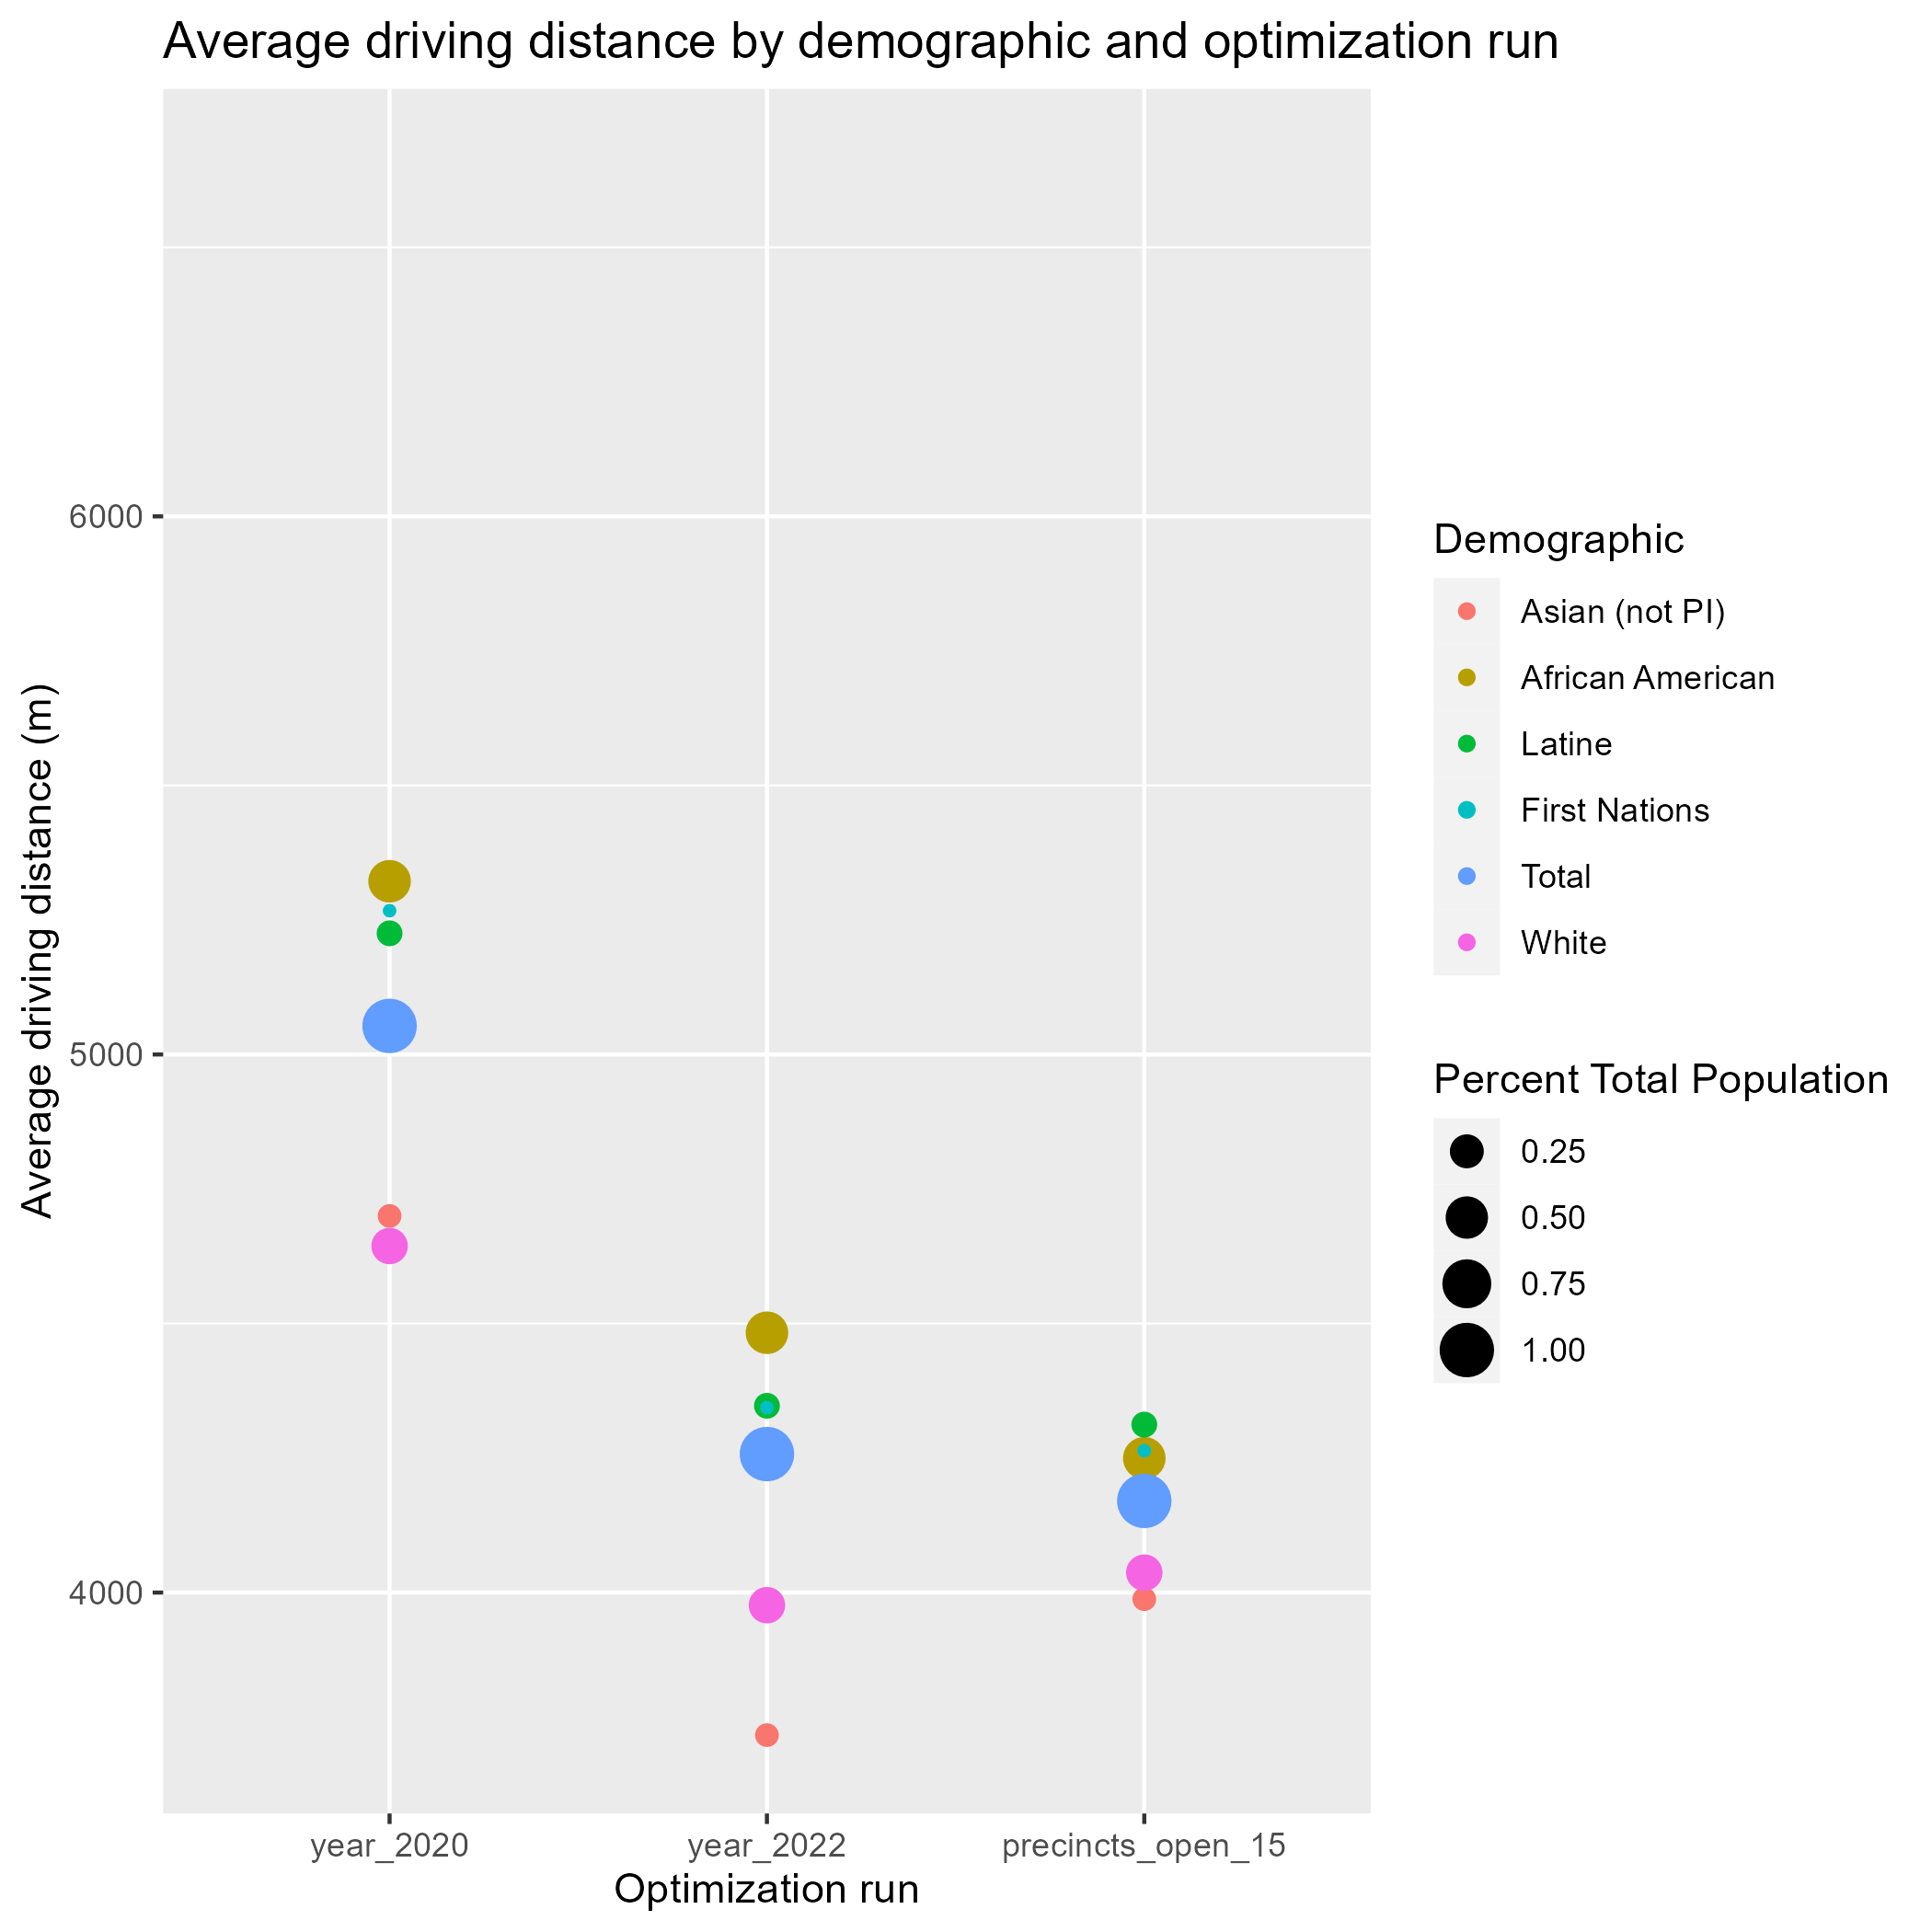 Average driving distance by demographic and optimization run
Average driving distance (m)
6000
5000
4000
year_2020
year_2022
precincts_open_15
Optimization run
Demographic
Asian (not PI)
African American
Latine
First Nations
Total
White
Percent Total Population
0.25
0.50
0.75
1.00